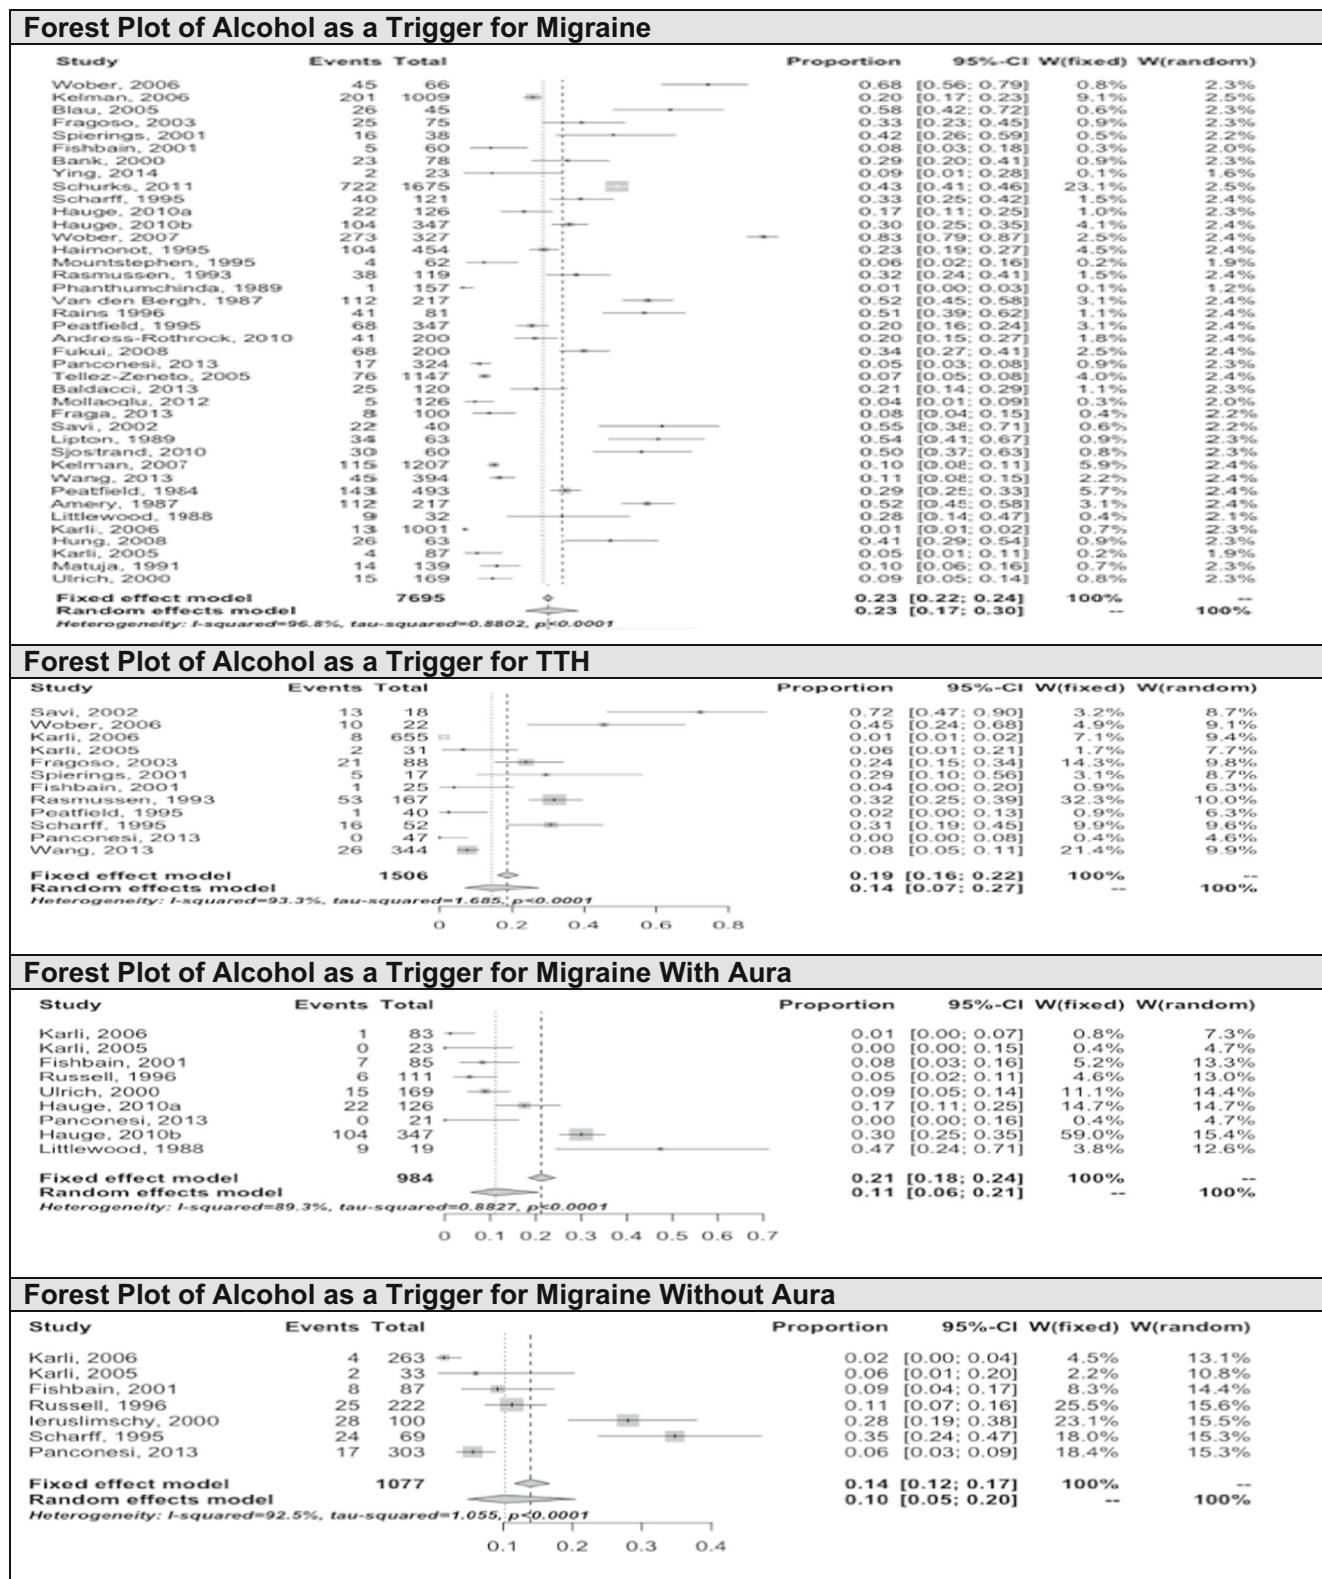 Forest Plot of Alcohol as a Trigger for Migraine
Study Events Total Proportion 95%-CI W(fixed) W(random)
Wober, 2006 45 66 0.68 [0.56; 0.79] 0.8% 2.3%
Kelman, 2006 201 1009 0.20 [0.17; 0.23] 9.1% 2.5%
Blau, 2005 26 45 0.58 [0.42; 0.72] 0.6% 2.3%
Fragoso, 2003 25 75 0.33 [0.23; 0.45] 0.9% 2.3%
Spierings, 2001 16 38 0.42 [0.26; 0.59] 0.5% 2.2%
Fishbain, 2001 5 60 0.08 [0.03; 0.18] 0.3% 2.0%
Bank, 2000 23 78 0.29 [0.20; 0.41] 0.9% 2.3%
Ying, 2014 2 23 0.09 [0.01; 0.28] 0.1% 1.6%
Schurks, 2011 722 1675 0.43 [0.41; 0.46] 23.1% 2.5%
Scharff, 1995 40 121 0.33 [0.25; 0.42] 1.5% 2.4%
Hauge, 2010a 22 126 0.17 [0.11; 0.25] 1.0% 2.3%
Hauge, 2010b 104 347 0.30 [0.25; 0.35] 4.1% 2.4%
Wober, 2007 273 327 0.83 [0.79; 0.87] 2.5% 2.4%
Haimonot, 1995 104 454 0.23 [0.19; 0.27] 4.5% 2.4%
Mountstephen, 1995 4 62 0.06 [0.02; 0.16] 0.2% 1.9%
Rasmussen, 1993 38 119 0.32 [0.24; 0.41] 1.5% 2.4%
Phanthumchinda, 1989 1 157 0.01 [0.00; 0.03] 0.1% 1.2%
Van den Bergh, 1987 112 217 0.52 [0.45; 0.58] 3.1% 2.4%
Rains 1996 41 81 0.51 [0.39; 0.62] 1.1% 2.4%
Peatfield, 1995 68 347 0.20 [0.16; 0.24] 3.1% 2.4%
Andress-Rothrock, 2010 41 200 0.20 [0.15; 0.27] 1.8% 2.4%
Fukui, 2008 68 200 0.34 [0.27; 0.41] 2.5% 2.4%
Panconesi, 2013 17 324 0.05 [0.03; 0.08] 0.9% 2.3%
Tellez-Zeneto, 2005 76 1147 0.07 [0.05; 0.08] 4.0% 2.4%
Baldacci, 2013 25 120 0.21 [0.14; 0.29] 1.1% 2.3%
Mollaoglu, 2012 5 126 0.04 [0.01; 0.09] 0.3% 2.0%
Fraga, 2013 8 100 0.08 [0.04; 0.15] 0.4% 2.2%
Savi, 2002 22 40 0.55 [0.38; 0.71] 0.6% 2.2%
Lipton, 1989 34 63 0.54 [0.41; 0.67] 0.9% 2.3%
Sjostrand, 2010 30 60 0.50 [0.37; 0.63] 0.8% 2.3%
Kelman, 2007 115 1207 0.10 [0.08; 0.11] 5.9% 2.4%
Wang, 2013 45 394 0.11 [0.08; 0.15] 2.2% 2.4%
Peatfield, 1984 143 493 0.29 [0.25; 0.33] 5.7% 2.4%
Amery, 1987 112 217 0.52 [0.45; 0.58] 3.1% 2.4%
Littlewood, 1988 9 32 0.28 [0.14; 0.47] 0.4% 2.1%
Karli, 2006 13 1001 0.01 [0.01; 0.02] 0.7% 2.3%
Hung, 2008 26 63 0.41 [0.29; 0.54] 0.9% 2.3%
Karli, 2005 4 87 0.05 [0.01; 0.11] 0.2% 1.9%
Matuja, 1991 14 139 0.10 [0.06; 0.16] 0.7% 2.3%
Ulrich, 2000 15 169 0.09 [0.05; 0.14] 0.8% 2.3%
Fixed effect model 7695 0.23 [0.22; 0.24] 100% --
Random effects model 0.23 [0.17; 0.30] -- 100%
Heterogeneity: I-squared=96.8%, tau-squared=0.8802, p<0.0001
Forest Plot of Alcohol as a Trigger for TTH
Study Events Total Proportion 95%-CI W(fixed) W(random)
Savi, 2002 13 18 0.72 [0.47; 0.90] 3.2% 8.7%
Wober, 2006 10 22 0.45 [0.24; 0.68] 4.9% 9.1%
Karli, 2006 8 655 0.01 [0.01; 0.02] 7.1% 9.4%
Karli, 2005 2 31 0.06 [0.01; 0.21] 1.7% 7.7%
Fragoso, 2003 21 88 0.24 [0.15; 0.34] 14.3% 9.8%
Spierings, 2001 5 17 0.29 [0.10; 0.56] 3.1% 8.7%
Fishbain, 2001 1 25 0.04 [0.00; 0.20] 0.9% 6.3%
Rasmussen, 1993 53 167 0.32 [0.25; 0.39] 32.3% 10.0%
Peatfield, 1995 1 40 0.02 [0.00; 0.13] 0.9% 6.3%
Scharff, 1995 16 52 0.31 [0.19; 0.45] 9.9% 9.6%
Panconesi, 2013 0 47 0.00 [0.00; 0.08] 0.4% 4.6%
Wang, 2013 26 344 0.08 [0.05; 0.11] 21.4% 9.9%
Fixed effect model 1506 0.19 [0.16; 0.22] 100% --
Random effects model 0.14 [0.07; 0.27] -- 100%
Heterogeneity: I-squared=93.3%, tau-squared=1.685, p<0.0001
0 0.2 0.4 0.6 0.8
Forest Plot of Alcohol as a Trigger for Migraine With Aura
Study Events Total Proportion 95%-CI W(fixed) W(random)
Karli, 2006 1 83 0.01 [0.00; 0.07] 0.8% 7.3%
Karli, 2005 0 23 0.00 [0.00; 0.15] 0.4% 4.7%
Fishbain, 2001 7 85 0.08 [0.03; 0.16] 5.2% 13.3%
Russell, 1996 6 111 0.05 [0.02; 0.11] 4.6% 13.0%
Ulrich, 2000 15 169 0.09 [0.05; 0.14] 11.1% 14.4%
Hauge, 2010a 22 126 0.17 [0.11; 0.25] 14.7% 14.7%
Panconesi, 2013 0 21 0.00 [0.00; 0.16] 0.4% 4.7%
Hauge, 2010b 104 347 0.30 [0.25; 0.35] 59.0% 15.4%
Littlewood, 1988 9 19 0.47 [0.24; 0.71] 3.8% 12.6%
Fixed effect model 984 0.21 [0.18; 0.24] 100% --
Random effects model 0.11 [0.06; 0.21] -- 100%
Heterogeneity: I-squared=89.3%, tau-squared=0.8827, p<0.0001
0 0.1 0.2 0.3 0.4 0.5 0.6 0.7
Forest Plot of Alcohol as a Trigger for Migraine Without Aura
Study Events Total Proportion 95%-CI W(fixed) W(random)
Karli, 2006 4 263 0.02 [0.00; 0.04] 4.5% 13.1%
Karli, 2005 2 33 0.06 [0.01; 0.20] 2.2% 10.8%
Fishbain, 2001 8 87 0.09 [0.04; 0.17] 8.3% 14.4%
Russell, 1996 25 222 0.11 [0.07; 0.16] 25.5% 15.6%
Ieruslimschy, 2000 28 100 0.28 [0.19; 0.38] 23.1% 15.5%
Scharff, 1995 24 69 0.35 [0.24; 0.47] 18.0% 15.3%
Panconesi, 2013 17 303 0.06 [0.03; 0.09] 18.4% 15.3%
Fixed effect model 1077 0.14 [0.12; 0.17] 100% --
Random effects model 0.10 [0.05; 0.20] -- 100%
Heterogeneity: I-squared=92.5%, tau-squared=1.055, p<0.0001
0.1 0.2 0.3 0.4